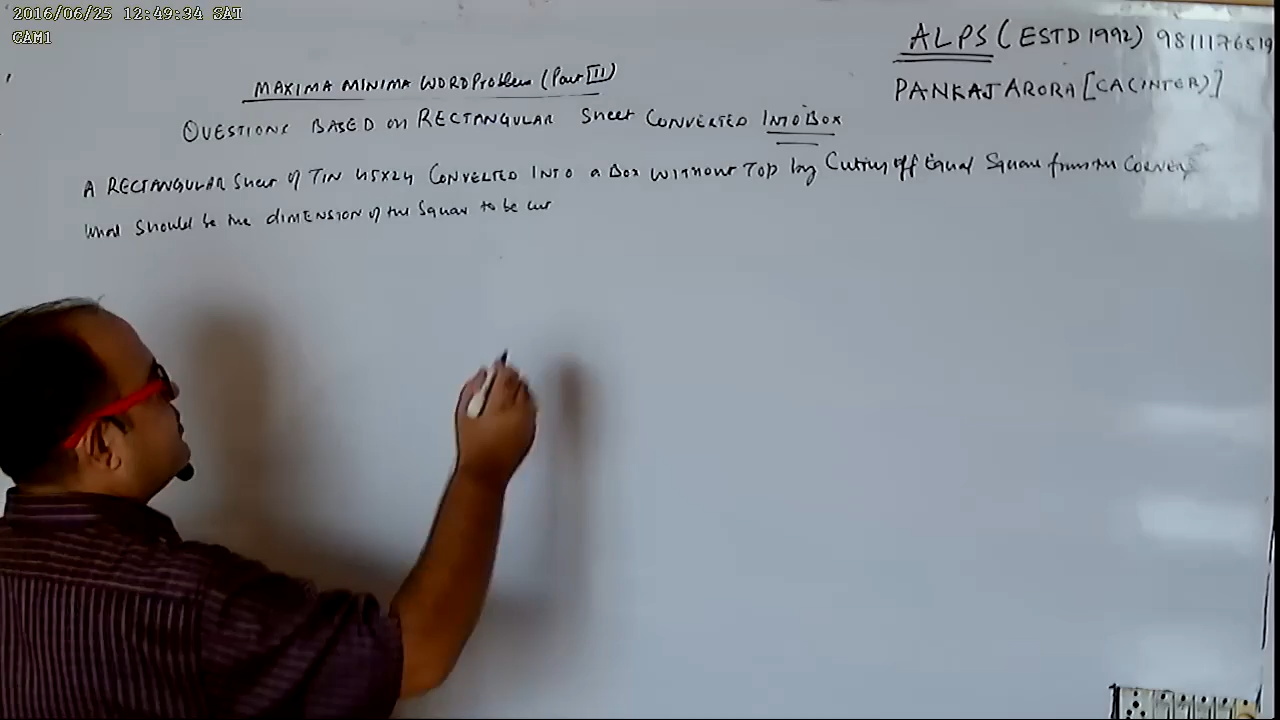 2016/06/25 12:49:34 SAT
CAM1
ALPS (ESTD 1992) 9811176519
PANKAJ ARORA [CA(INTER)]
MAXIMA MINIMA WORD Problem (Part III)
QUESTIONS BASED ON RECTANGULAR Sheet CONVERTED INTO BOX
A RECTANGULAR Sheet of TIN 45x24 CONVERTED INTO a Box WITHOUT TOP by Cutting off Equal Square from the Corners
What Should be the DIMENSION of the Square to be cut